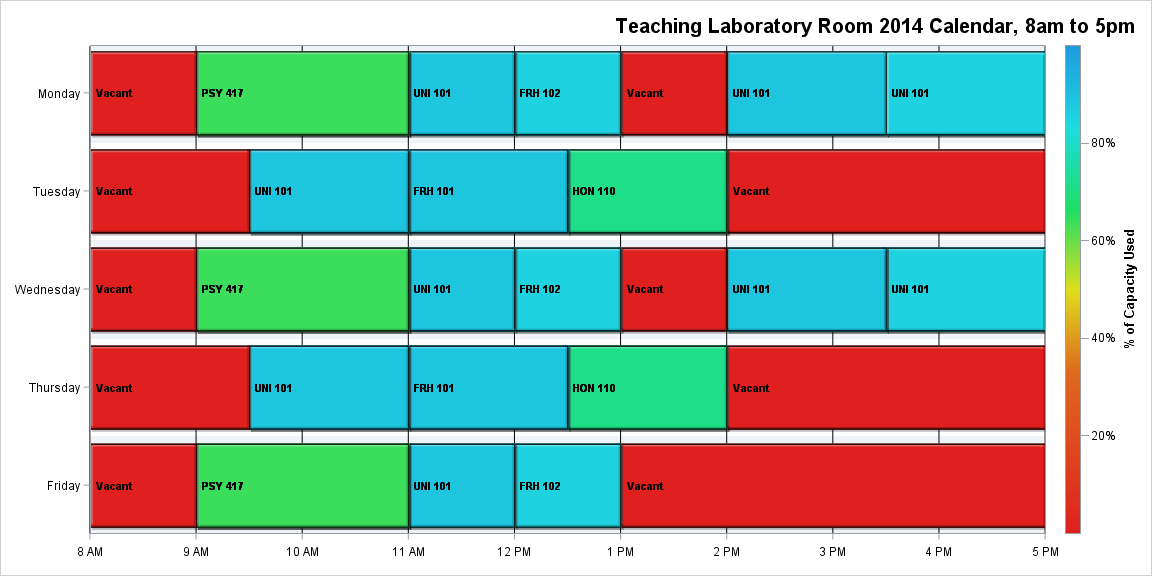 Teaching Laboratory Room 2014 Calendar, 8am to 5pm
Monday
Vacant
PSY 417
UNI 101
FRH 102
Vacant
UNI 101
UNI 101
Tuesday
Vacant
UNI 101
FRH 101
HON 110
Vacant
Wednesday
Vacant
PSY 417
UNI 101
FRH 102
Vacant
UNI 101
UNI 101
Thursday
Vacant
UNI 101
FRH 101
HON 110
Vacant
Friday
Vacant
PSY 417
UNI 101
FRH 102
Vacant
8 AM
9 AM
10 AM
11 AM
12 PM
1 PM
2 PM
3 PM
4 PM
5 PM
80%
60%
40%
20%
% of Capacity Used